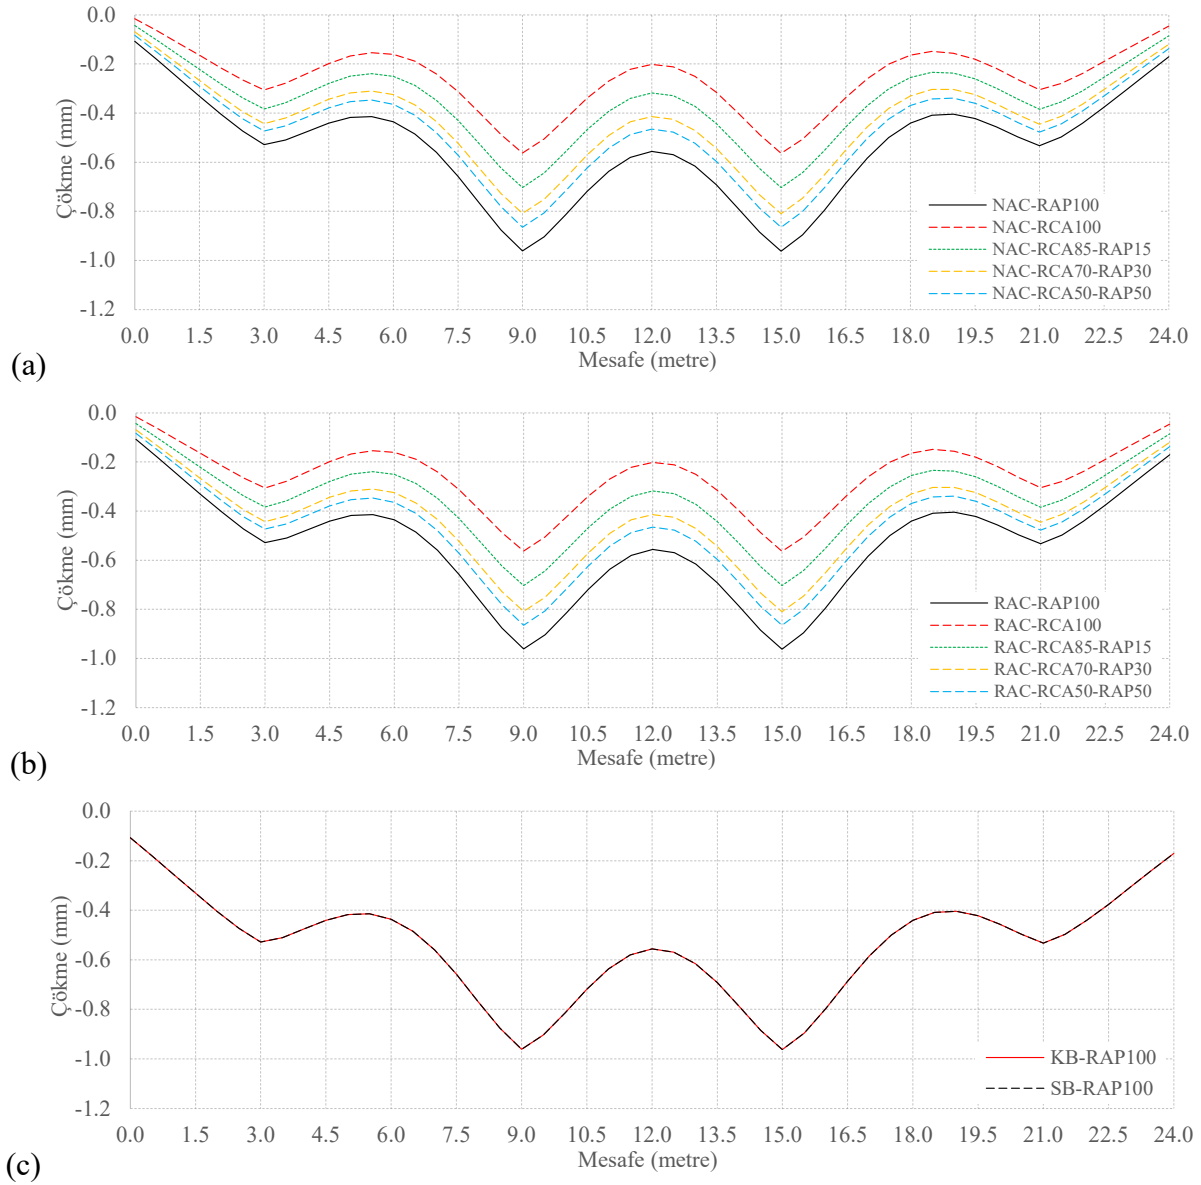 0.0
-0.2
-0.4
-0.6
-0.8
-1.0
-1.2
Çökme (mm)
NAC-RAP100
NAC-RCA100
NAC-RCA85-RAP15
NAC-RCA70-RAP30
NAC-RCA50-RAP50
0.0 1.5 3.0 4.5 6.0 7.5 9.0 10.5 12.0 13.5 15.0 16.5 18.0 19.5 21.0 22.5 24.0
Mesafe (metre)
(a)
0.0
-0.2
-0.4
-0.6
-0.8
-1.0
-1.2
Çökme (mm)
RAC-RAP100
RAC-RCA100
RAC-RCA85-RAP15
RAC-RCA70-RAP30
RAC-RCA50-RAP50
0.0 1.5 3.0 4.5 6.0 7.5 9.0 10.5 12.0 13.5 15.0 16.5 18.0 19.5 21.0 22.5 24.0
Mesafe (metre)
(b)
0.0
-0.2
-0.4
-0.6
-0.8
-1.0
-1.2
Çökme (mm)
KB-RAP100
SB-RAP100
0.0 1.5 3.0 4.5 6.0 7.5 9.0 10.5 12.0 13.5 15.0 16.5 18.0 19.5 21.0 22.5 24.0
Mesafe (metre)
(c)